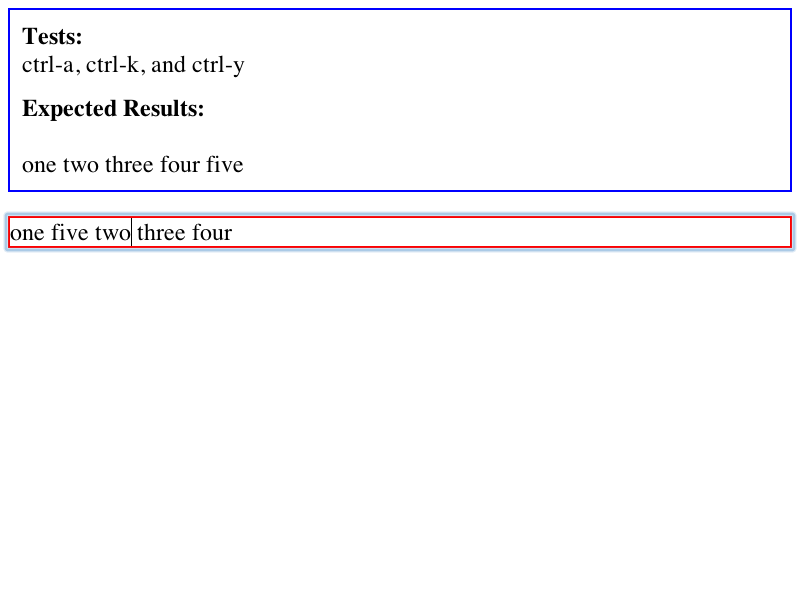 Tests:
ctrl-a, ctrl-k, and ctrl-y
Expected Results:
one two three four five
one five two three four